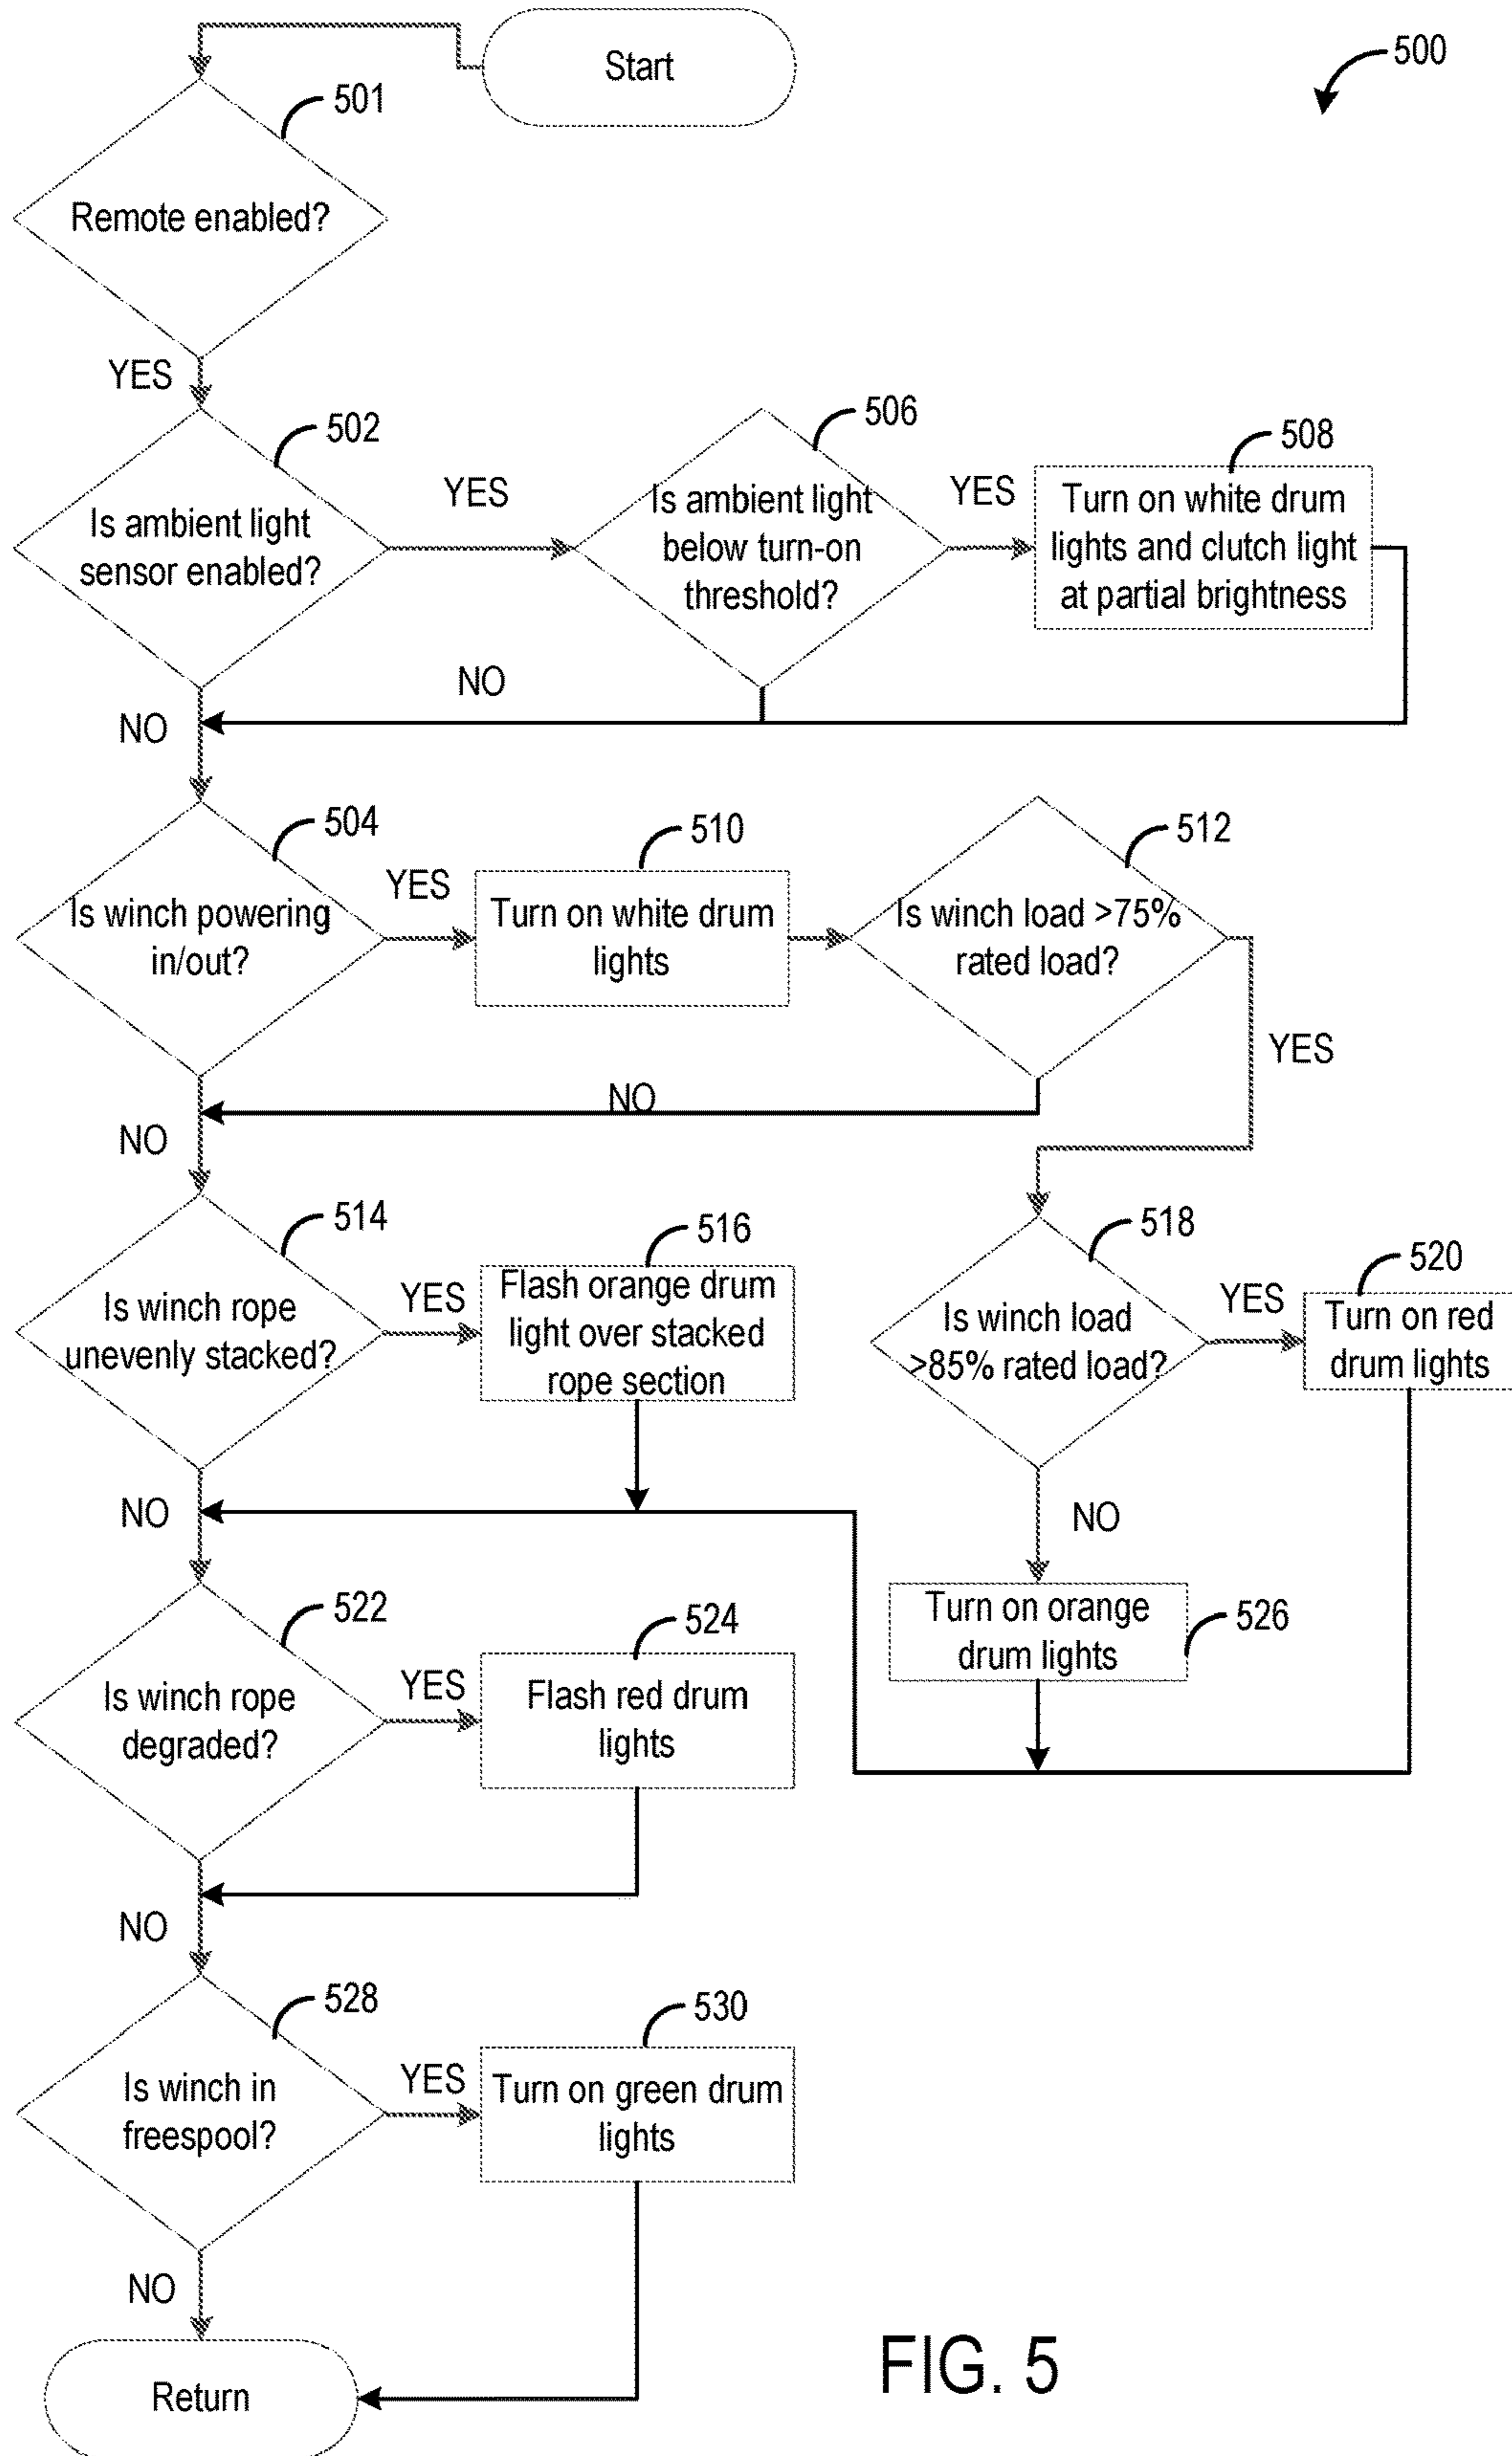 Start
500
501
Remote enabled?
YES
502
Is ambient light
sensor enabled?
YES
506
Is ambient light
below turn-on
threshold?
YES
508
Turn on white drum
lights and clutch light
at partial brightness
NO
NO
504
Is winch powering
in/out?
YES
510
Turn on white drum
lights
512
Is winch load >75%
rated load?
YES
NO
NO
514
Is winch rope
unevenly stacked?
YES
516
Flash orange drum
light over stacked
rope section
518
Is winch load
>85% rated load?
YES
520
Turn on red
drum lights
NO
NO
522
Is winch rope
degraded?
YES
524
Flash red drum
lights
Turn on orange
drum lights
526
NO
528
Is winch in
freespool?
YES
530
Turn on green drum
lights
NO
Return
FIG. 5